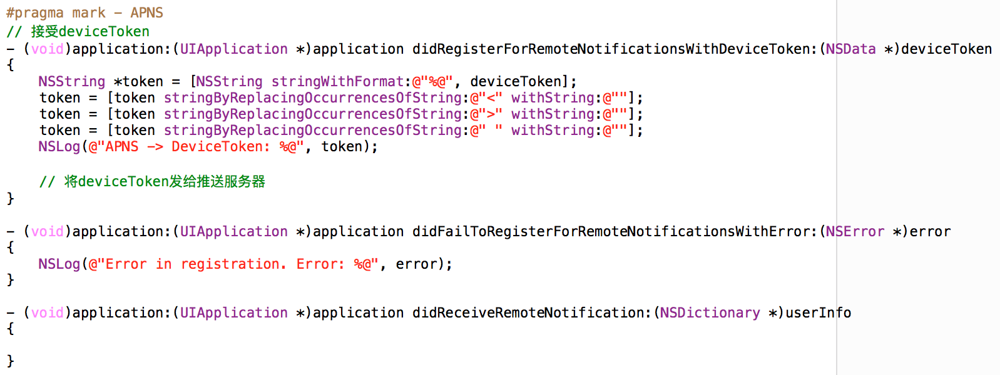 #pragma mark - APNS
// 接受deviceToken
- (void)application:(UIApplication *)application didRegisterForRemoteNotificationsWithDeviceToken:(NSData *)deviceToken
{
    NSString *token = [NSString stringWithFormat:@"%@", deviceToken];
    token = [token stringByReplacingOccurrencesOfString:@"<" withString:@""];
    token = [token stringByReplacingOccurrencesOfString:@">" withString:@""];
    token = [token stringByReplacingOccurrencesOfString:@" " withString:@""];
    NSLog(@"APNS -> DeviceToken: %@", token);
    // 将deviceToken发给推送服务器
}
- (void)application:(UIApplication *)application didFailToRegisterForRemoteNotificationsWithError:(NSError *)error
{
    NSLog(@"Error in registration. Error: %@", error);
}
- (void)application:(UIApplication *)application didReceiveRemoteNotification:(NSDictionary *)userInfo
{
}